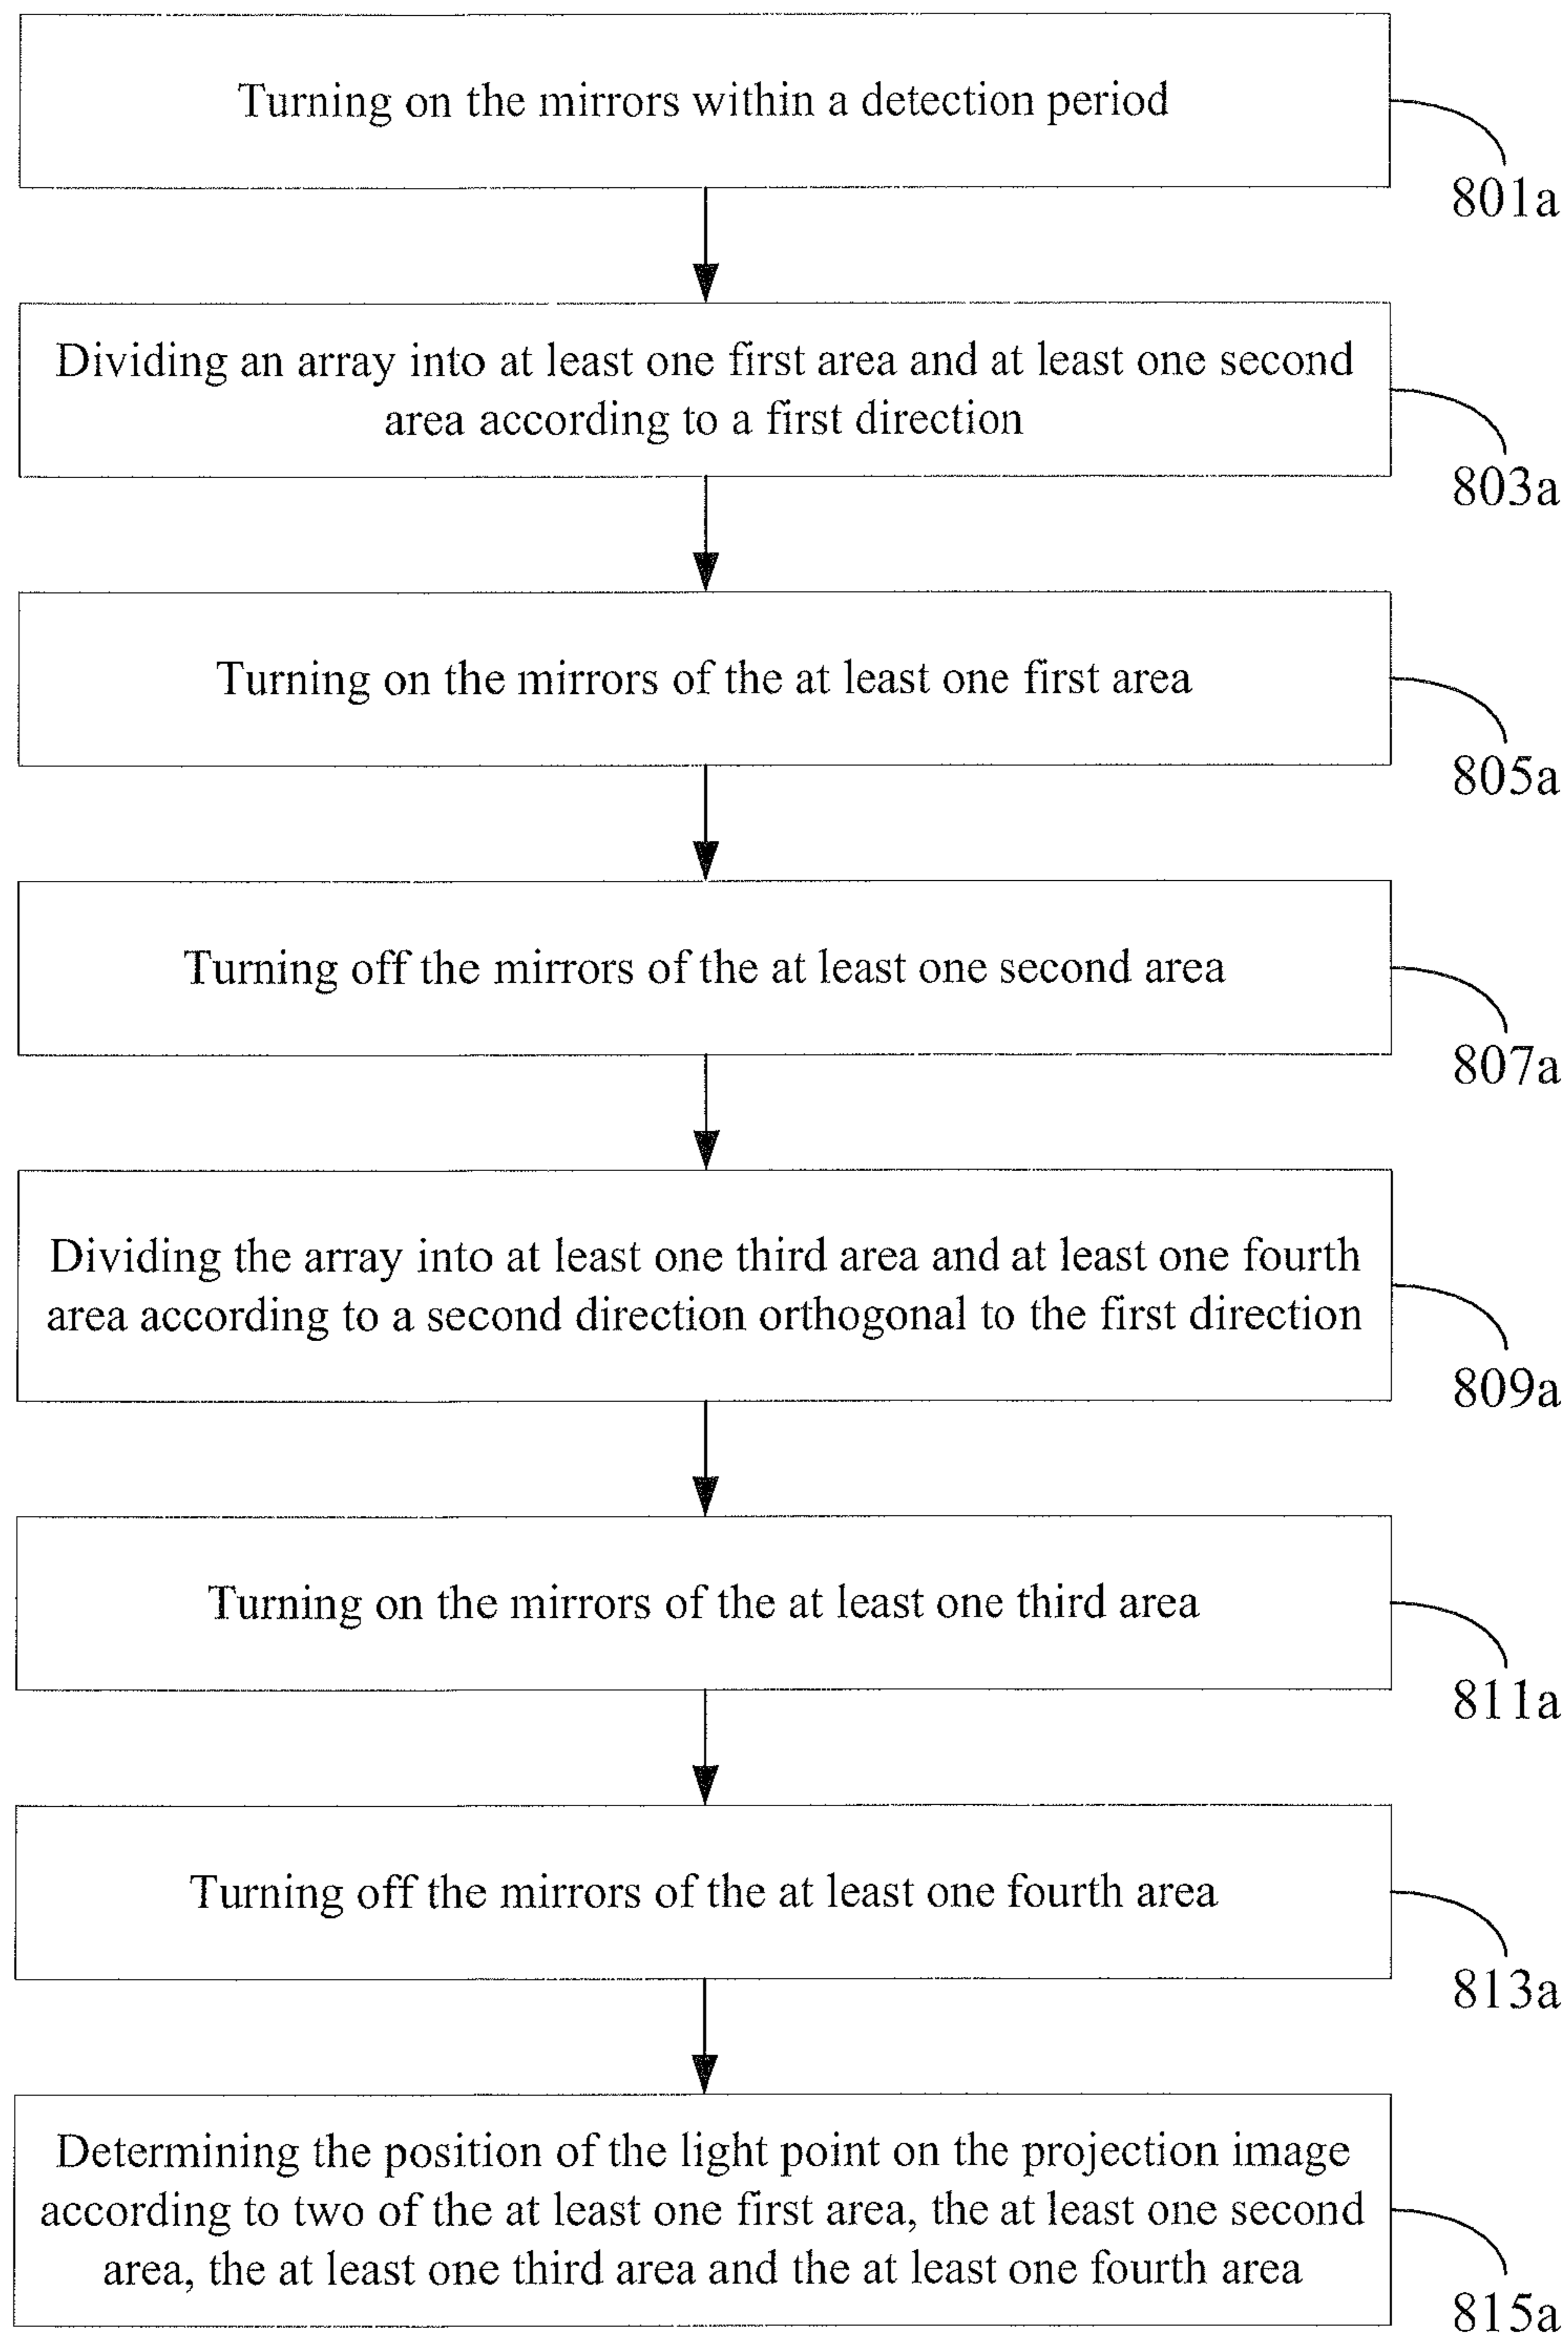 Turning on the mirrors within a detection period
801a
Dividing an array into at least one first area and at least one second
area according to a first direction
803a
Turning on the mirrors of the at least one first area
805a
Turning off the mirrors of the at least one second area
807a
Dividing the array into at least one third area and at least one fourth
area according to a second direction orthogonal to the first direction
809a
Turning on the mirrors of the at least one third area
811a
Turning off the mirrors of the at least one fourth area
813a
Determining the position of the light point on the projection image
according to two of the at least one first area, the at least one second
area, the at least one third area and the at least one fourth area
815a